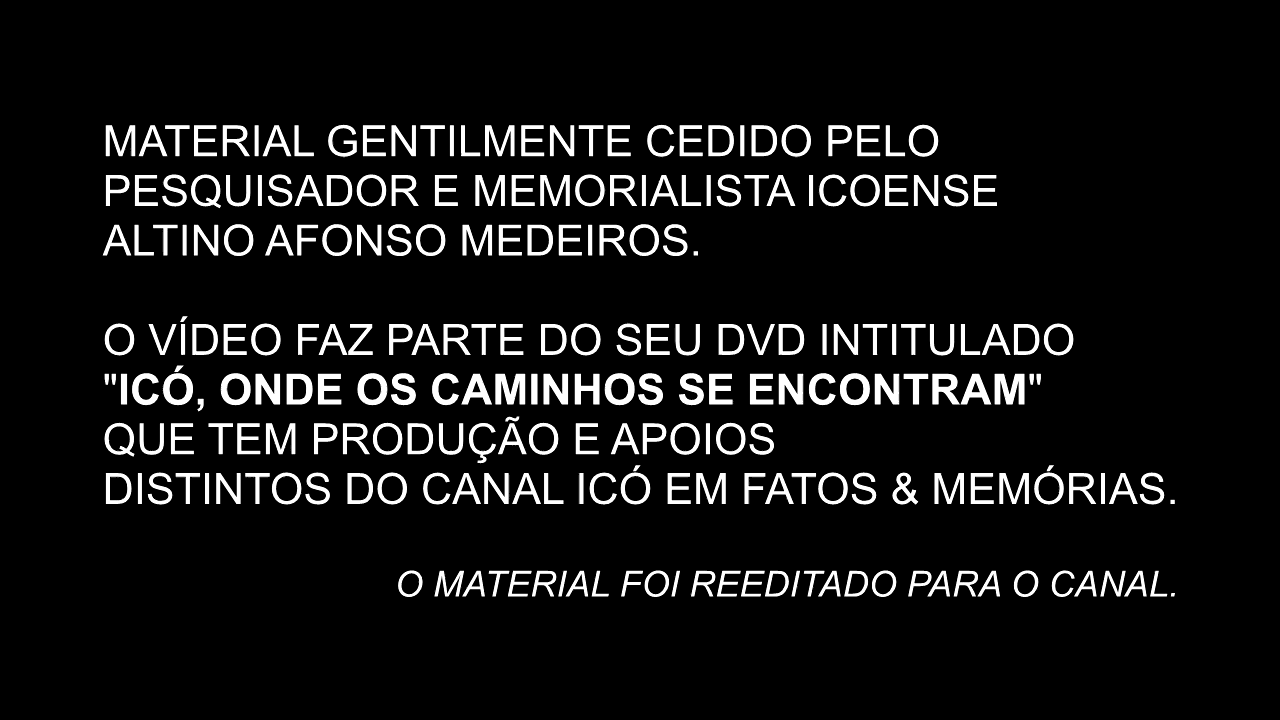 MATERIAL GENTILMENTE CEDIDO PELO
PESQUISADOR E MEMORIALISTA ICOENSE
ALTINO AFONSO MEDEIROS.
O VÍDEO FAZ PARTE DO SEU DVD INTITULADO
"ICÓ, ONDE OS CAMINHOS SE ENCONTRAM"
QUE TEM PRODUÇÃO E APOIOS
DISTINTOS DO CANAL ICÓ EM FATOS & MEMÓRIAS.
O MATERIAL FOI REEDITADO PARA O CANAL.